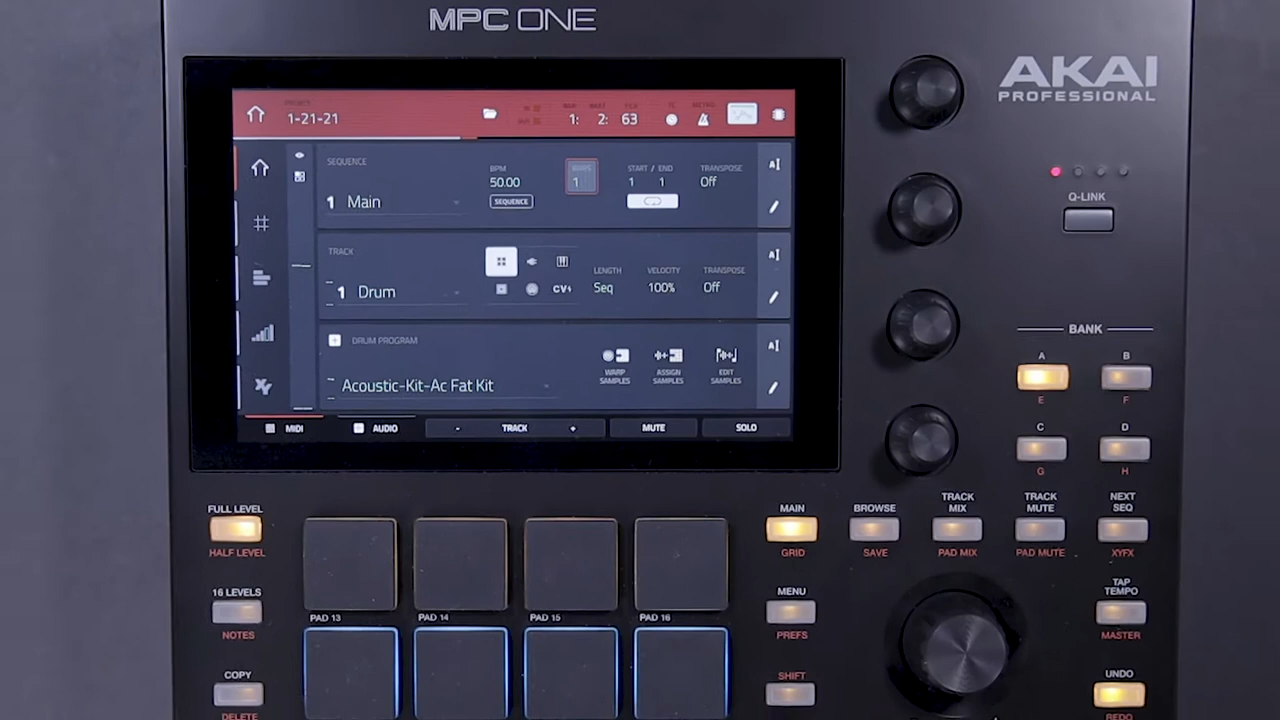 MPC ONE
AKAI
PROFESSIONAL
PROJECT
1-21-21
1: 2: 63
TC
SEQUENCE
1 Main
BPM
50.00
SEQUENCE
BARS
1
START / END
1 1
TRANSPOSE
Off
TRACK
1 Drum
CV
LENGTH
Seq
VELOCITY
100%
TRANSPOSE
Off
DRUM PROGRAM
Acoustic-Kit-Ac Fat Kit
WARP
SAMPLES
ASSIGN
SAMPLES
EDIT
SAMPLES
MIDI
AUDIO
- TRACK +
MUTE
SOLO
Q-LINK
BANK
A B
E F
C D
G H
FULL LEVEL
HALF LEVEL
16 LEVELS
NOTES
COPY
DELETE
PAD 13
PAD 14
PAD 15
PAD 16
MAIN
GRID
BROWSE
SAVE
TRACK
MIX
PAD MIX
TRACK
MUTE
PAD MUTE
NEXT
SEQ
XYFX
MENU
PREFS
SHIFT
TAP
TEMPO
MASTER
UNDO
REDO